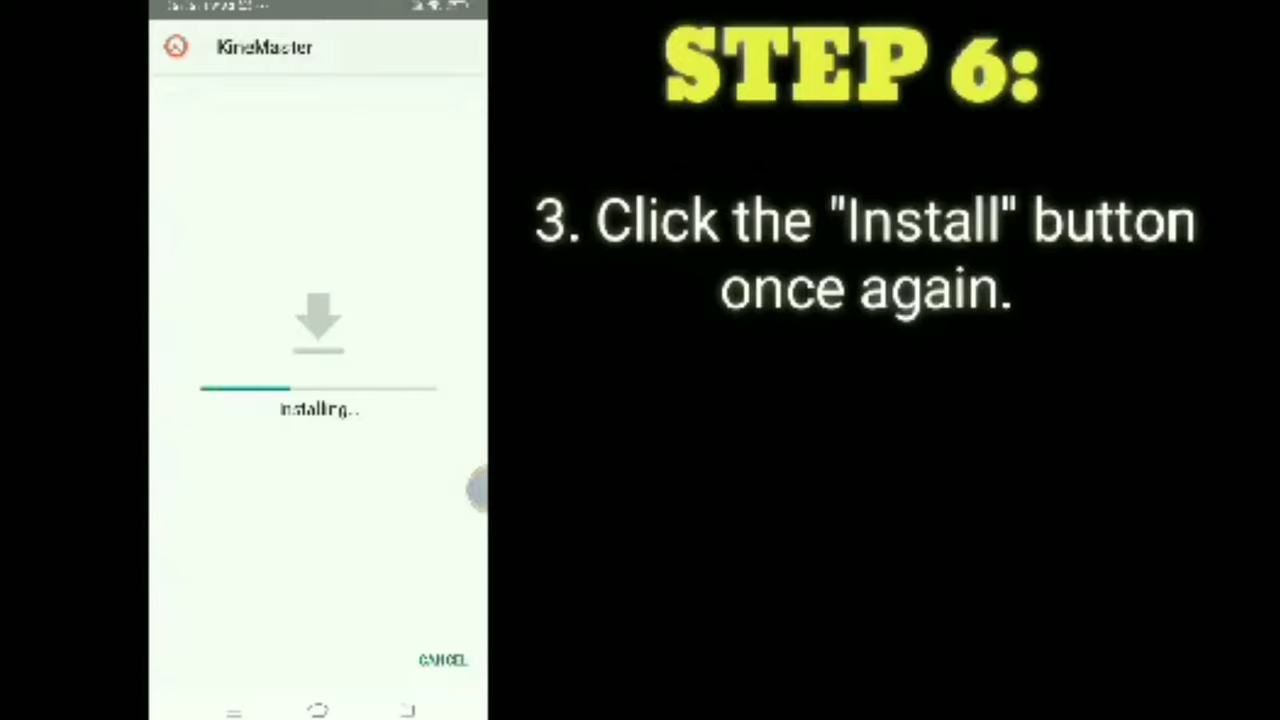 KineMaster
STEP 6:
3. Click the "Install" button
once again.
Installing...
CANCEL